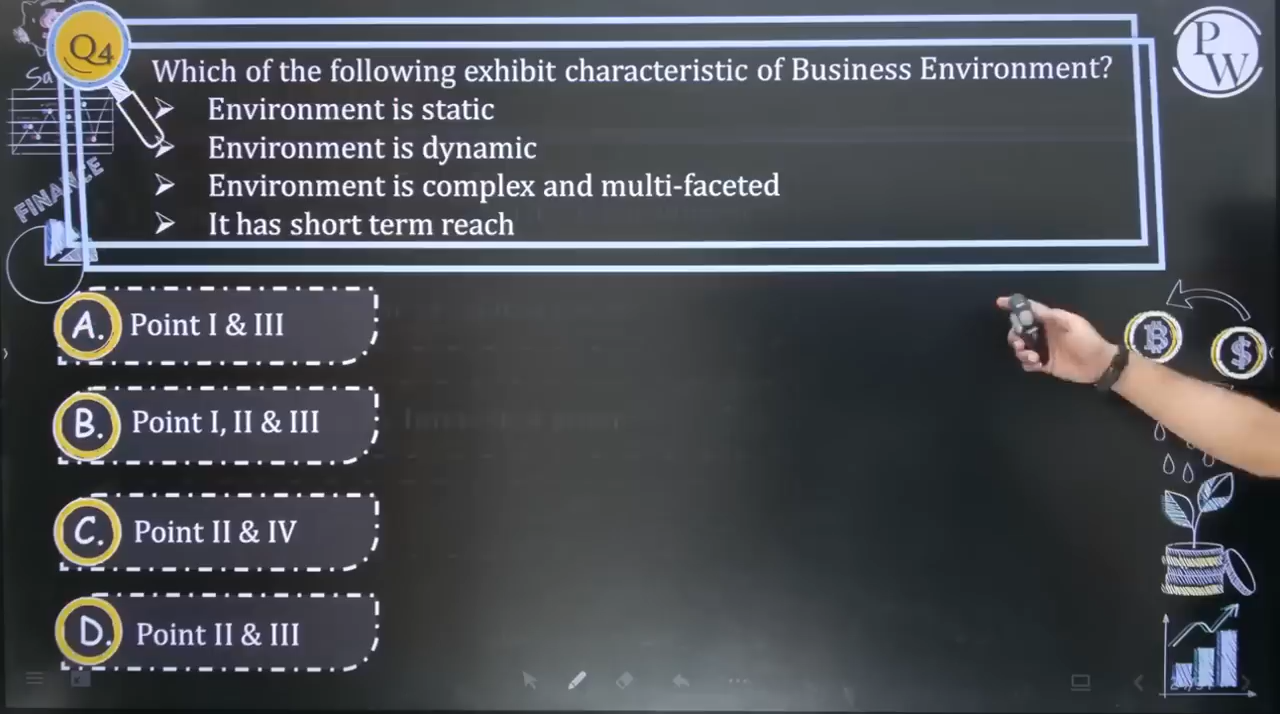 Q4
Which of the following exhibit characteristic of Business Environment?
Environment is static
Environment is dynamic
Environment is complex and multi-faceted
It has short term reach
PW
Sa
FINANCE
A. Point I & III
B. Point I, II & III
C. Point II & IV
D. Point II & III